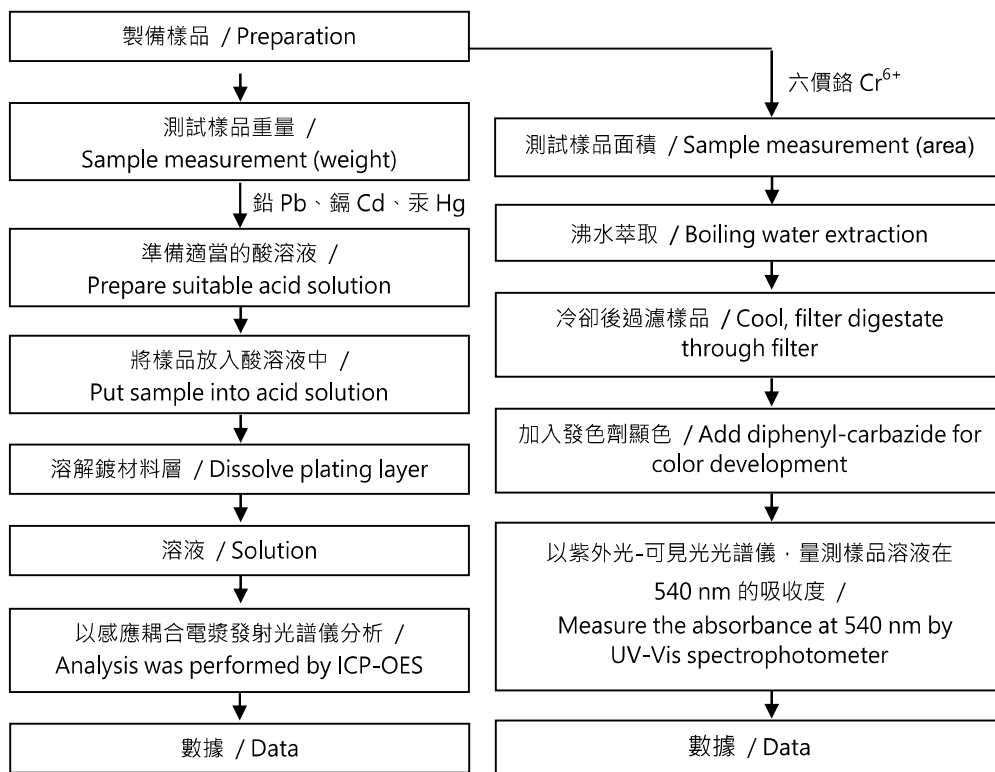 製備樣品 / Preparation
測試樣品重量 /
Sample measurement (weight)
鉛 Pb、鎘 Cd、汞 Hg
準備適當的酸溶液 /
Prepare suitable acid solution
將樣品放入酸溶液中 /
Put sample into acid solution
溶解鍍材料層 / Dissolve plating layer
溶液 / Solution
以感應耦合電漿發射光譜儀分析 /
Analysis was performed by ICP-OES
數據 / Data
六價鉻 Cr⁶⁺
測試樣品面積 / Sample measurement (area)
沸水萃取 / Boiling water extraction
冷卻後過濾樣品 / Cool, filter digestate
through filter
加入發色劑顯色 / Add diphenyl-carbazide for
color development
以紫外光-可見光光譜儀，量測樣品溶液在
540 nm 的吸收度 /
Measure the absorbance at 540 nm by
UV-Vis spectrophotometer
數據 / Data